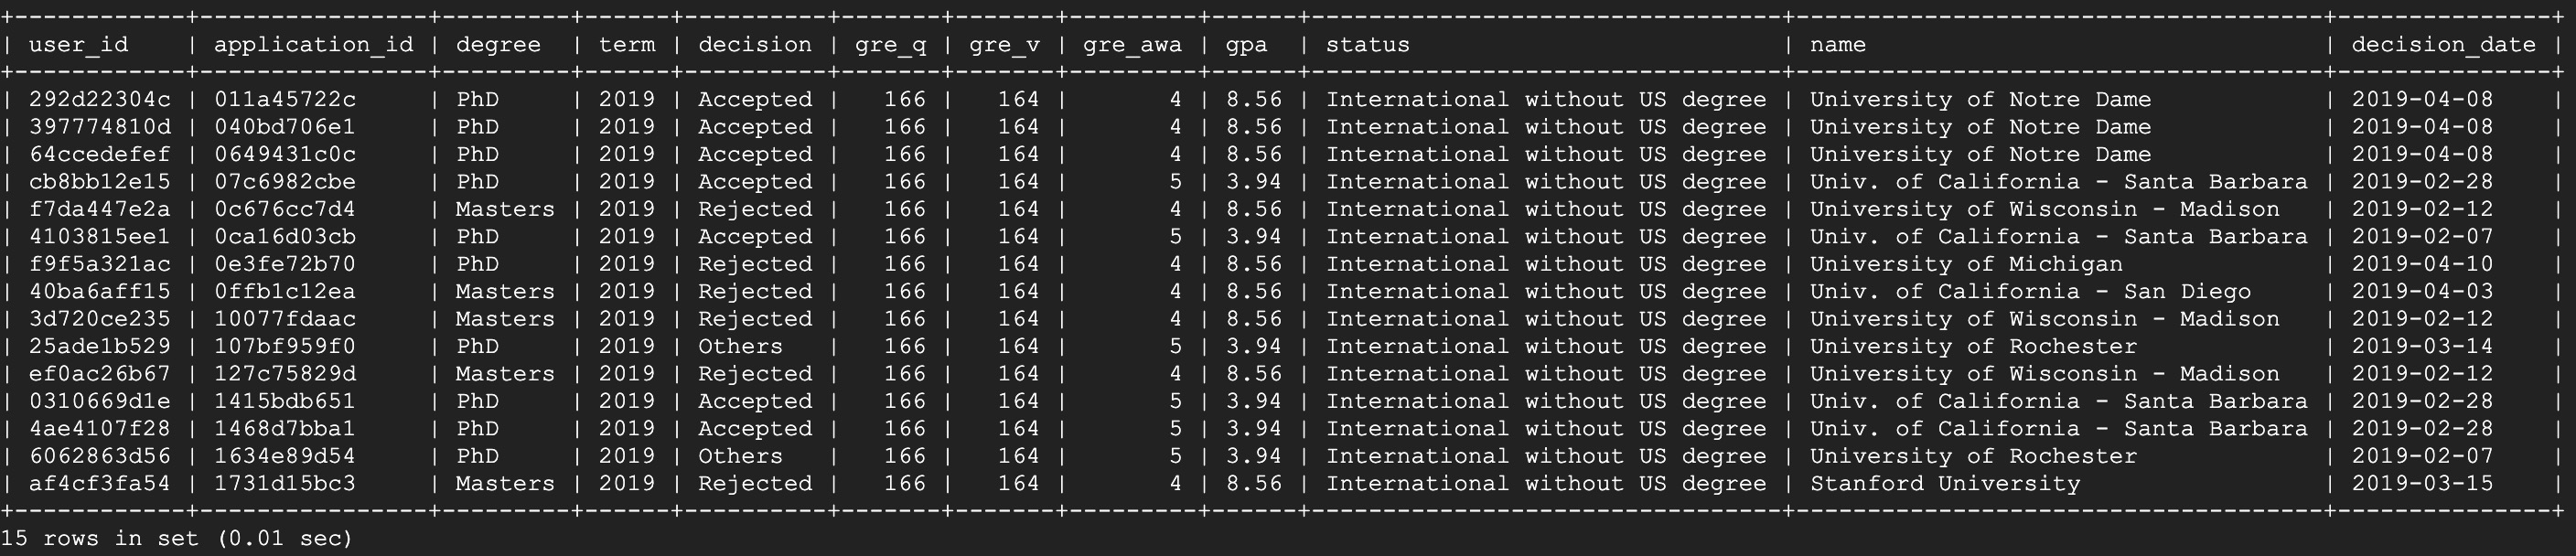 +------------+----------------+---------+------+----------+-------+-------+---------+------+---------------------------------+--------------------------------------+---------------+
| user_id    | application_id | degree  | term | decision | gre_q | gre_v | gre_awa | gpa  | status                          | name                                 | decision_date |
+------------+----------------+---------+------+----------+-------+-------+---------+------+---------------------------------+--------------------------------------+---------------+
| 292d22304c | 011a45722c     | PhD     | 2019 | Accepted |   166 |   164 |       4 | 8.56 | International without US degree | University of Notre Dame             | 2019-04-08    |
| 397774810d | 040bd706e1     | PhD     | 2019 | Accepted |   166 |   164 |       4 | 8.56 | International without US degree | University of Notre Dame             | 2019-04-08    |
| 64ccedefef | 0649431c0c     | PhD     | 2019 | Accepted |   166 |   164 |       4 | 8.56 | International without US degree | University of Notre Dame             | 2019-04-08    |
| cb8bb12e15 | 07c6982cbe     | PhD     | 2019 | Accepted |   166 |   164 |       5 | 3.94 | International without US degree | Univ. of California - Santa Barbara | 2019-02-28    |
| f7da447e2a | 0c676cc7d4     | Masters | 2019 | Rejected |   166 |   164 |       4 | 8.56 | International without US degree | University of Wisconsin - Madison   | 2019-02-12    |
| 4103815ee1 | 0ca16d03cb     | PhD     | 2019 | Accepted |   166 |   164 |       5 | 3.94 | International without US degree | Univ. of California - Santa Barbara | 2019-02-07    |
| f9f5a321ac | 0e3fe72b70     | PhD     | 2019 | Rejected |   166 |   164 |       4 | 8.56 | International without US degree | University of Michigan              | 2019-04-10    |
| 40ba6aff15 | 0ffb1c12ea     | Masters | 2019 | Rejected |   166 |   164 |       4 | 8.56 | International without US degree | Univ. of California - San Diego     | 2019-04-03    |
| 3d720ce235 | 10077fdaac     | Masters | 2019 | Rejected |   166 |   164 |       4 | 8.56 | International without US degree | University of Wisconsin - Madison   | 2019-02-12    |
| 25ade1b529 | 107bf959f0     | PhD     | 2019 | Others   |   166 |   164 |       5 | 3.94 | International without US degree | University of Rochester             | 2019-03-14    |
| ef0ac26b67 | 127c75829d     | Masters | 2019 | Rejected |   166 |   164 |       4 | 8.56 | International without US degree | University of Wisconsin - Madison   | 2019-02-12    |
| 0310669d1e | 1415bdb651     | PhD     | 2019 | Accepted |   166 |   164 |       5 | 3.94 | International without US degree | Univ. of California - Santa Barbara | 2019-02-28    |
| 4ae4107f28 | 1468d7bba1     | PhD     | 2019 | Accepted |   166 |   164 |       5 | 3.94 | International without US degree | Univ. of California - Santa Barbara | 2019-02-28    |
| 6062863d56 | 1634e89d54     | PhD     | 2019 | Others   |   166 |   164 |       5 | 3.94 | International without US degree | University of Rochester             | 2019-02-07    |
| af4cf3fa54 | 1731d15bc3     | Masters | 2019 | Rejected |   166 |   164 |       4 | 8.56 | International without US degree | Stanford University                 | 2019-03-15    |
+------------+----------------+---------+------+----------+-------+-------+---------+------+---------------------------------+--------------------------------------+---------------+
15 rows in set (0.01 sec)